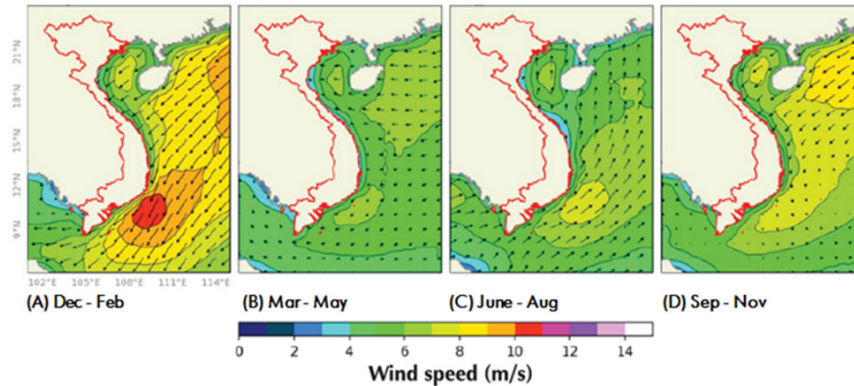 21°N
18°N
15°N
12°N
9°N
102°E 105°E 108°E 111°E 114°E
(A) Dec - Feb (B) Mar - May (C) June - Aug (D) Sep - Nov
0 2 4 6 8 10 12 14
Wind speed (m/s)